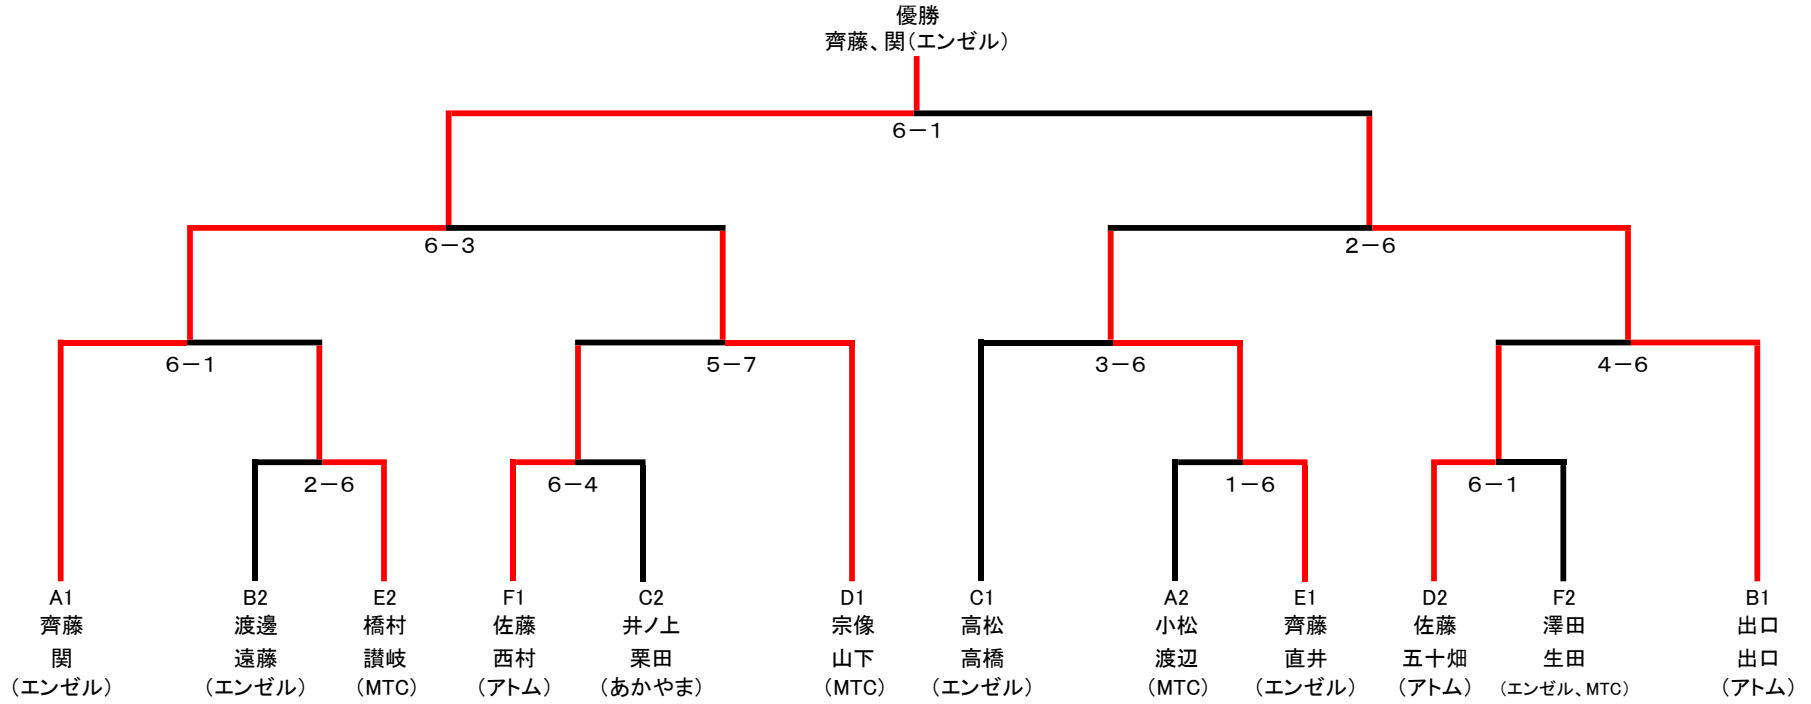 優勝
齊藤、関(エンゼル)
6-1
6-3
2-6
6-1
5-7
3-6
4-6
2-6
6-4
1-6
6-1
A1 B2 E2 F1 C2 D1 C1 A2 E1 D2 F2 B1
齊藤 渡邊 橋村 佐藤 井ノ上 宗像 高松 小松 齊藤 佐藤 澤田 出口
関 遠藤 讃岐 西村 栗田 山下 高橋 渡辺 直井 五十畑 生田 出口
(エンゼル) (エンゼル) (MTC) (アトム) (あかやま) (MTC) (エンゼル) (MTC) (エンゼル) (アトム) (エンゼル、MTC) (アトム)